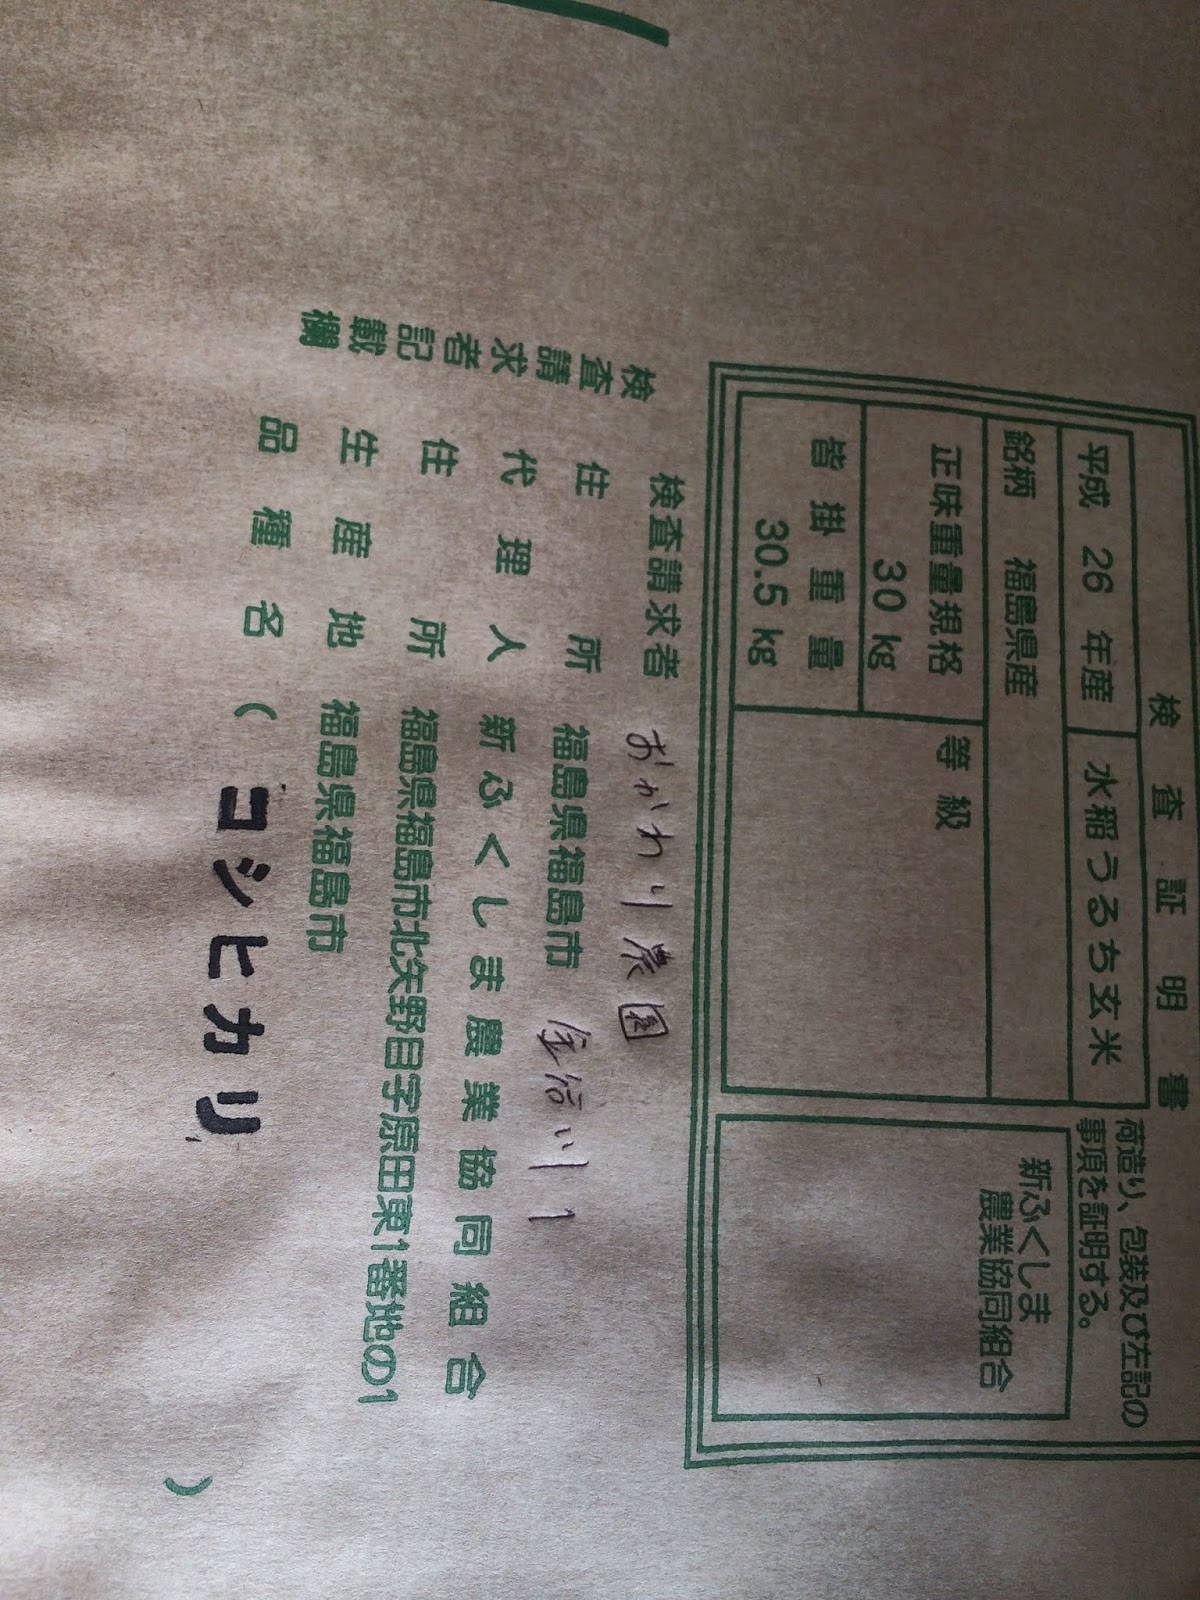 検査証明書
平成 26 年産 水稲うるち玄米
銘柄 福島県産
正味重量規格 等級
30 kg
皆掛重量
30.5 kg
荷造り、包装及び左記の
事項を証明する。
新ふくしま
農業協同組合
検査請求者記載欄
検査請求者 おかわり農園
住所 福島県福島市
代理人 新ふくしま農業協同組合
住所 福島県福島市北矢野目字原田東1番地の1
生産地 福島県福島市
品種名 (コシヒカリ)